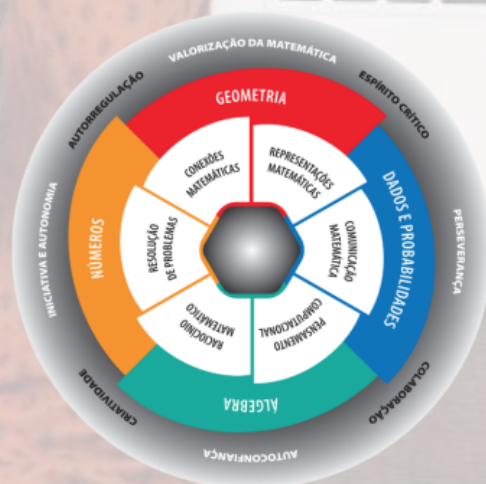 VALORIZAÇÃO DA MATEMÁTICA
ESPÍRITO CRÍTICO
PERSEVERANÇA
COLABORAÇÃO
AUTOCONFIANÇA
CRIATIVIDADE
INICIATIVA E AUTONOMIA
AUTORREGULAÇÃO
GEOMETRIA
DADOS E PROBABILIDADES
ÁLGEBRA
NÚMEROS
CONEXÕES
MATEMÁTICAS
REPRESENTAÇÕES
MATEMÁTICAS
COMUNICAÇÃO
MATEMÁTICA
PENSAMENTO
COMPUTACIONAL
RACIOCÍNIO
MATEMÁTICO
RESOLUÇÃO
DE PROBLEMAS